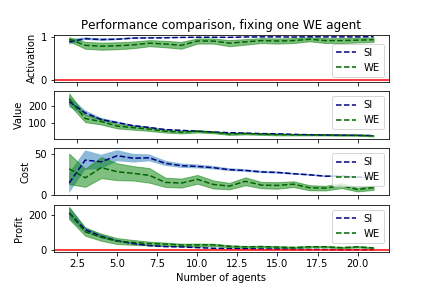 Performance comparison, fixing one WE agent
Activation
1
0
SI
WE
Value
200
100
SI
WE
Cost
50
0
SI
WE
Profit
200
0
SI
WE
2.5 5.0 7.5 10.0 12.5 15.0 17.5 20.0
Number of agents